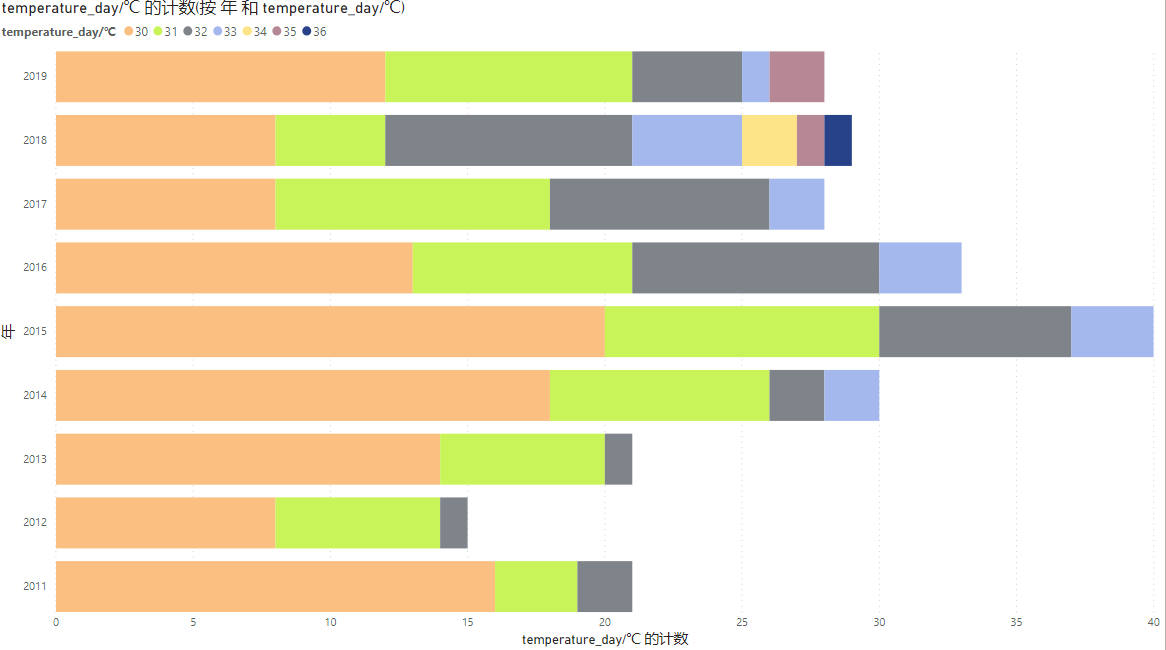 temperature_day/℃ 的计数(按 年 和 temperature_day/℃)
temperature_day/℃ 30 31 32 33 34 35 36
2019
2018
2017
2016
2015
2014
2013
2012
2011
年
0 5 10 15 20 25 30 35 40
temperature_day/℃ 的计数